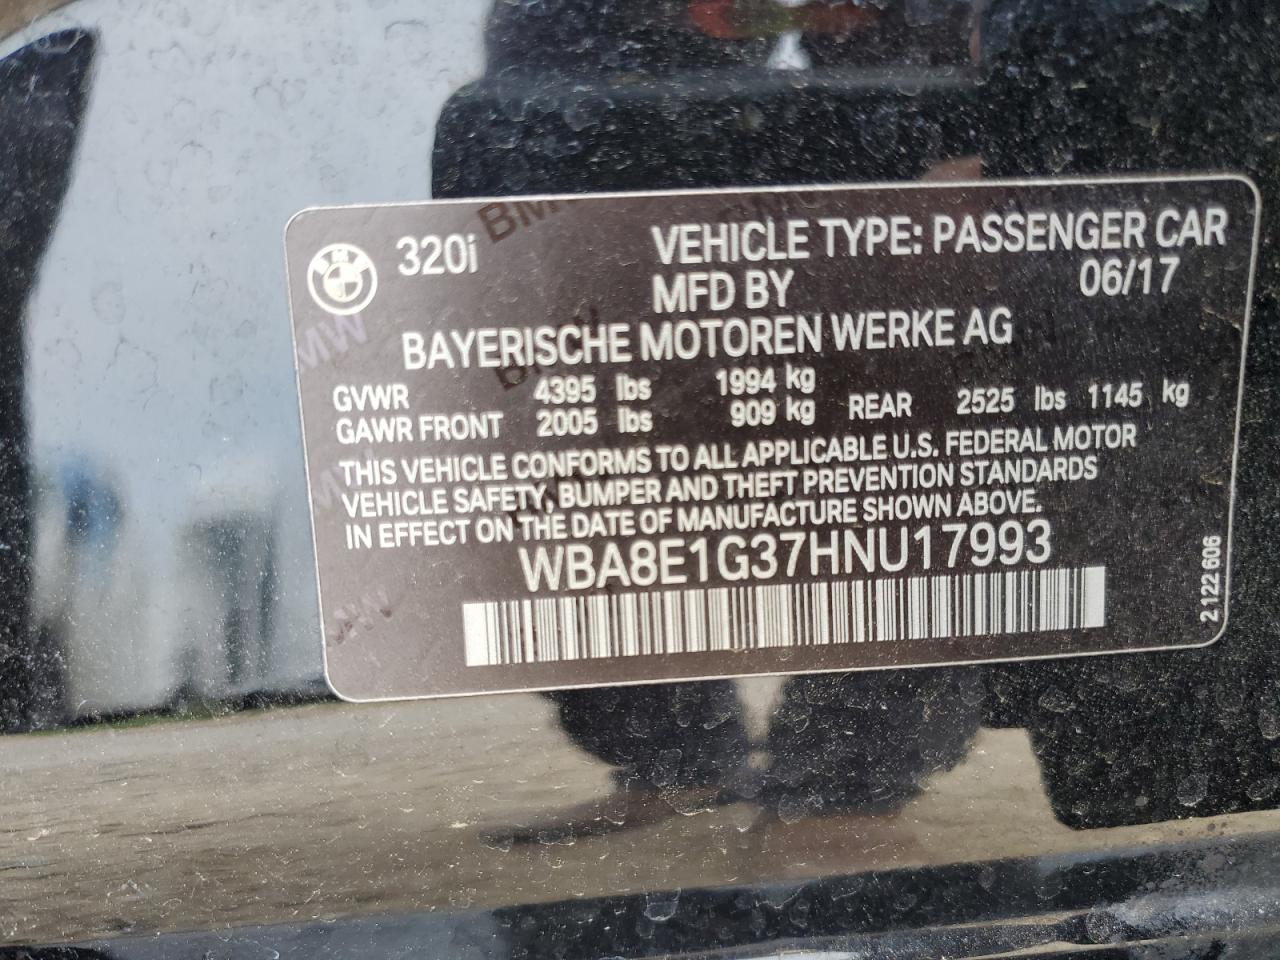 BMW 320i VEHICLE TYPE: PASSENGER CAR
MFD BY 06/17
BAYERISCHE MOTOREN WERKE AG
GVWR 4395 lbs 1994 kg
GAWR FRONT 2005 lbs 909 kg REAR 2525 lbs 1145 kg
THIS VEHICLE CONFORMS TO ALL APPLICABLE U.S. FEDERAL MOTOR
VEHICLE SAFETY, BUMPER AND THEFT PREVENTION STANDARDS
IN EFFECT ON THE DATE OF MANUFACTURE SHOWN ABOVE.
WBA8E1G37HNU17993
2 122 606